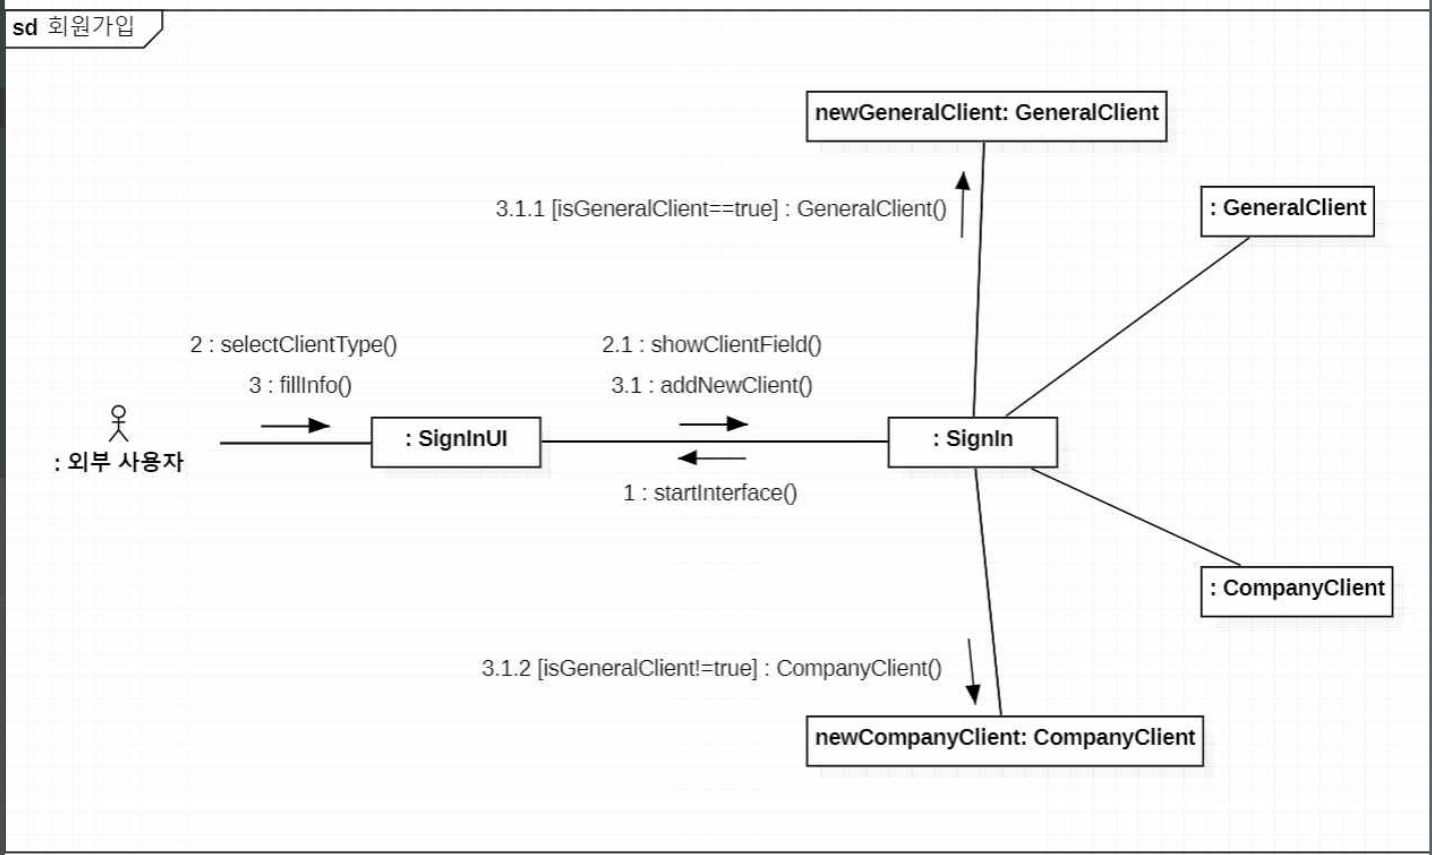 sd 회원가입
newGeneralClient: GeneralClient
3.1.1 [isGeneralClient==true] : GeneralClient()
: GeneralClient
2 : selectClientType()
2.1 : showClientField()
3 : fillInfo()
3.1 : addNewClient()
: SignInUI
: SignIn
: 외부 사용자
1 : startInterface()
: CompanyClient
3.1.2 [isGeneralClient!=true] : CompanyClient()
newCompanyClient: CompanyClient